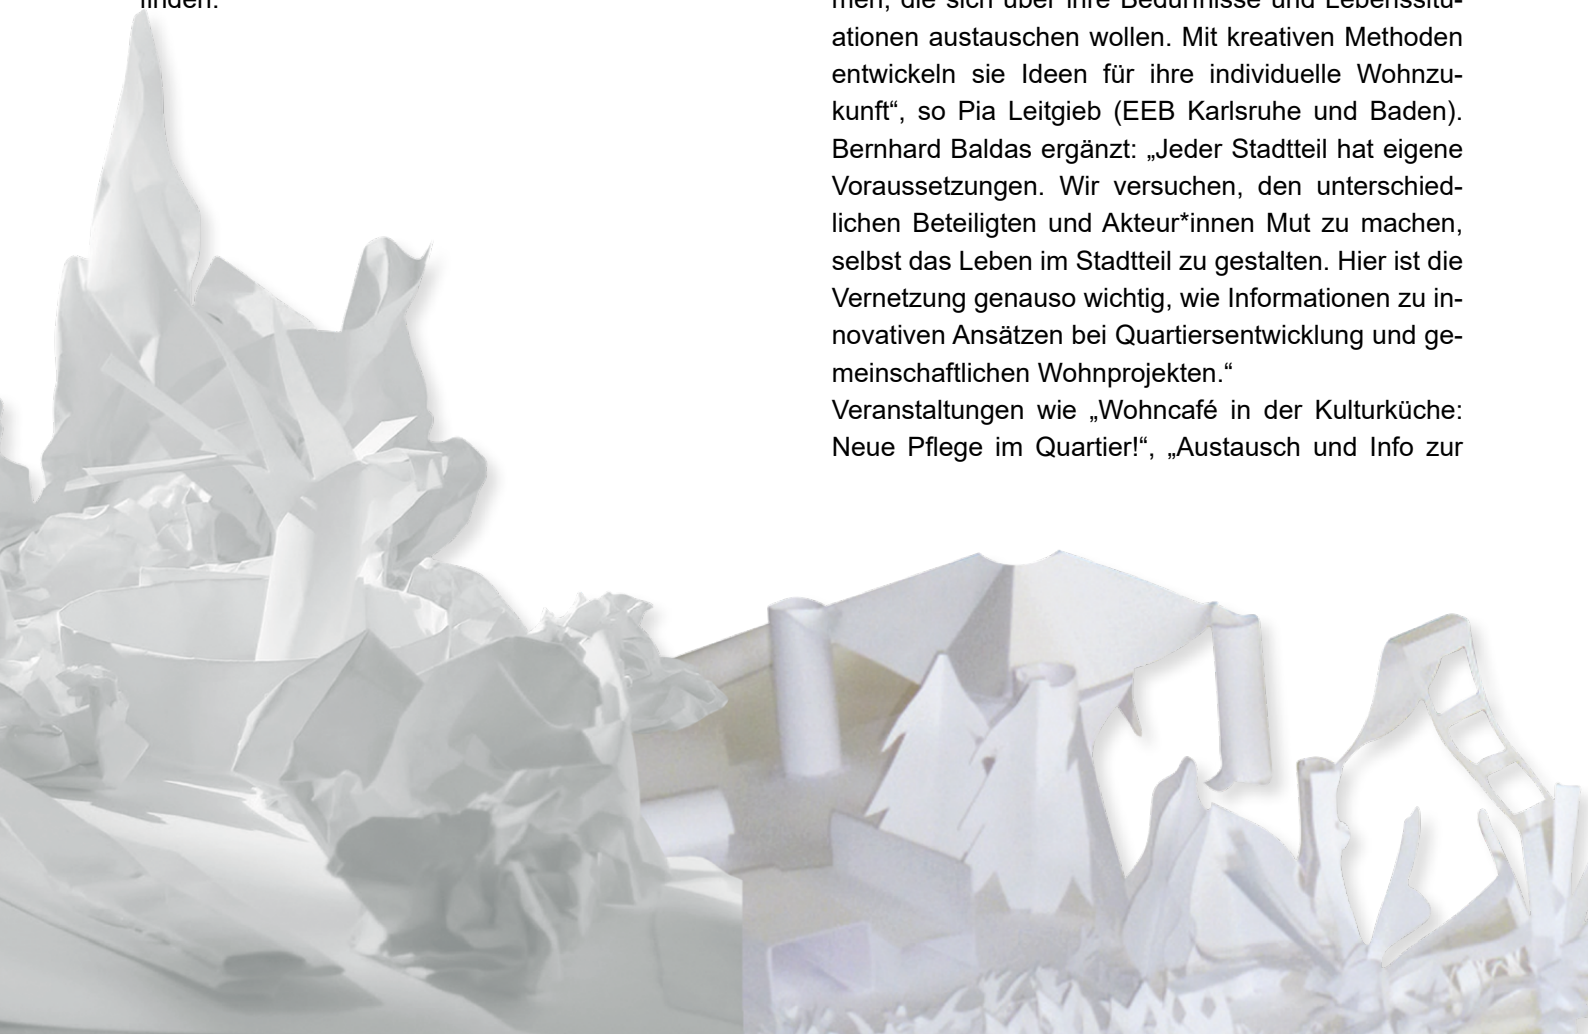 finden.
men, die sich über ihre Bedürfnisse und Lebenssitu-
ationen austauschen wollen. Mit kreativen Methoden
entwickeln sie Ideen für ihre individuelle Wohnzu-
kunft“, so Pia Leitgieb (EEB Karlsruhe und Baden).
Bernhard Baldas ergänzt: „Jeder Stadtteil hat eigene
Voraussetzungen. Wir versuchen, den unterschied-
lichen Beteiligten und Akteur*innen Mut zu machen,
selbst das Leben im Stadtteil zu gestalten. Hier ist die
Vernetzung genauso wichtig, wie Informationen zu in-
novativen Ansätzen bei Quartiersentwicklung und ge-
meinschaftlichen Wohnprojekten.“
Veranstaltungen wie „Wohncafé in der Kulturküche:
Neue Pflege im Quartier!“, „Austausch und Info zur